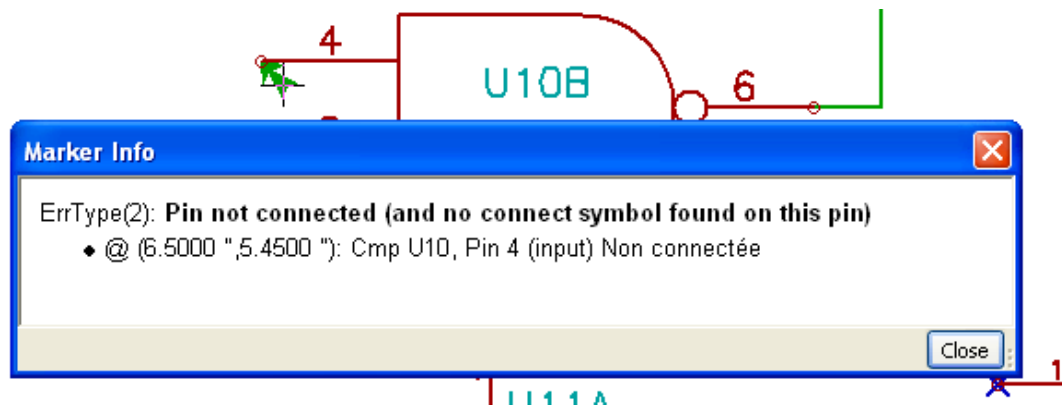 4
U10B
6
Marker Info
ErrType(2): Pin not connected (and no connect symbol found on this pin)
• @ (6.5000 ",5.4500 "): Cmp U10, Pin 4 (input) Non connectée
Close
1
U11A